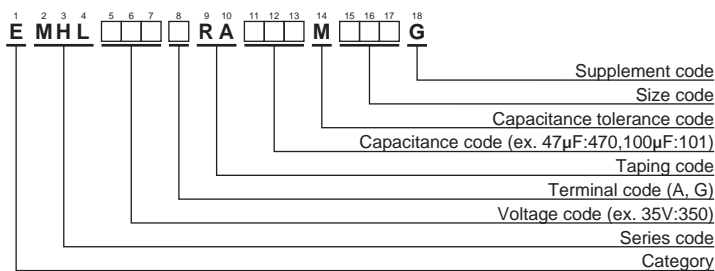 1 2 3 4 5 6 7 8 9 10 11 12 13 14 15 16 17 18
E M H L □ □ □ □ R A □ □ □ M □ □ □ G
Supplement code
Size code
Capacitance tolerance code
Capacitance code (ex. 47µF:470,100µF:101)
Taping code
Terminal code (A, G)
Voltage code (ex. 35V:350)
Series code
Category